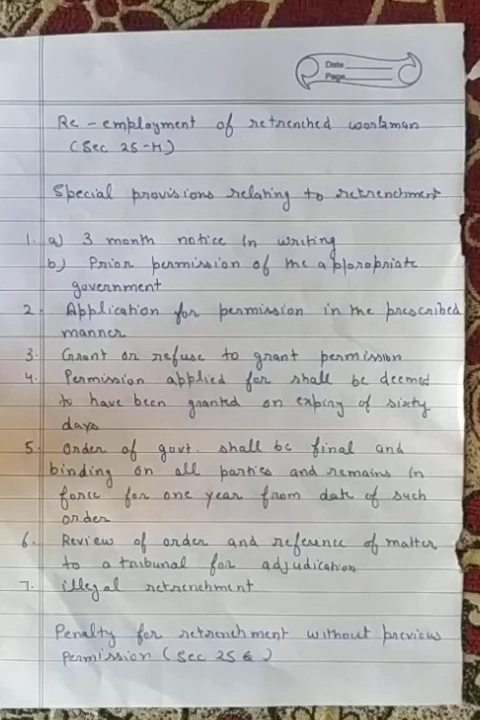 Date
Page
Re-employment of retrenched workman
(Sec 25-H)
Special provisions relating to retrenchment
1. a) 3 month notice in writing
b) Prior permission of the appropriate
government
2. Application for permission in the prescribed
manner
3. Grant or refuse to grant permission
4. Permission applied for shall be deemed
to have been granted on expiry of sixty
days
5. Order of govt. shall be final and
binding on all parties and remains in
force for one year from date of such
order
6. Review of order and reference of matter
to a tribunal for adjudication
7. illegal retrenchment
Penalty for retrenchment without previous
permission (Sec 25 Q)